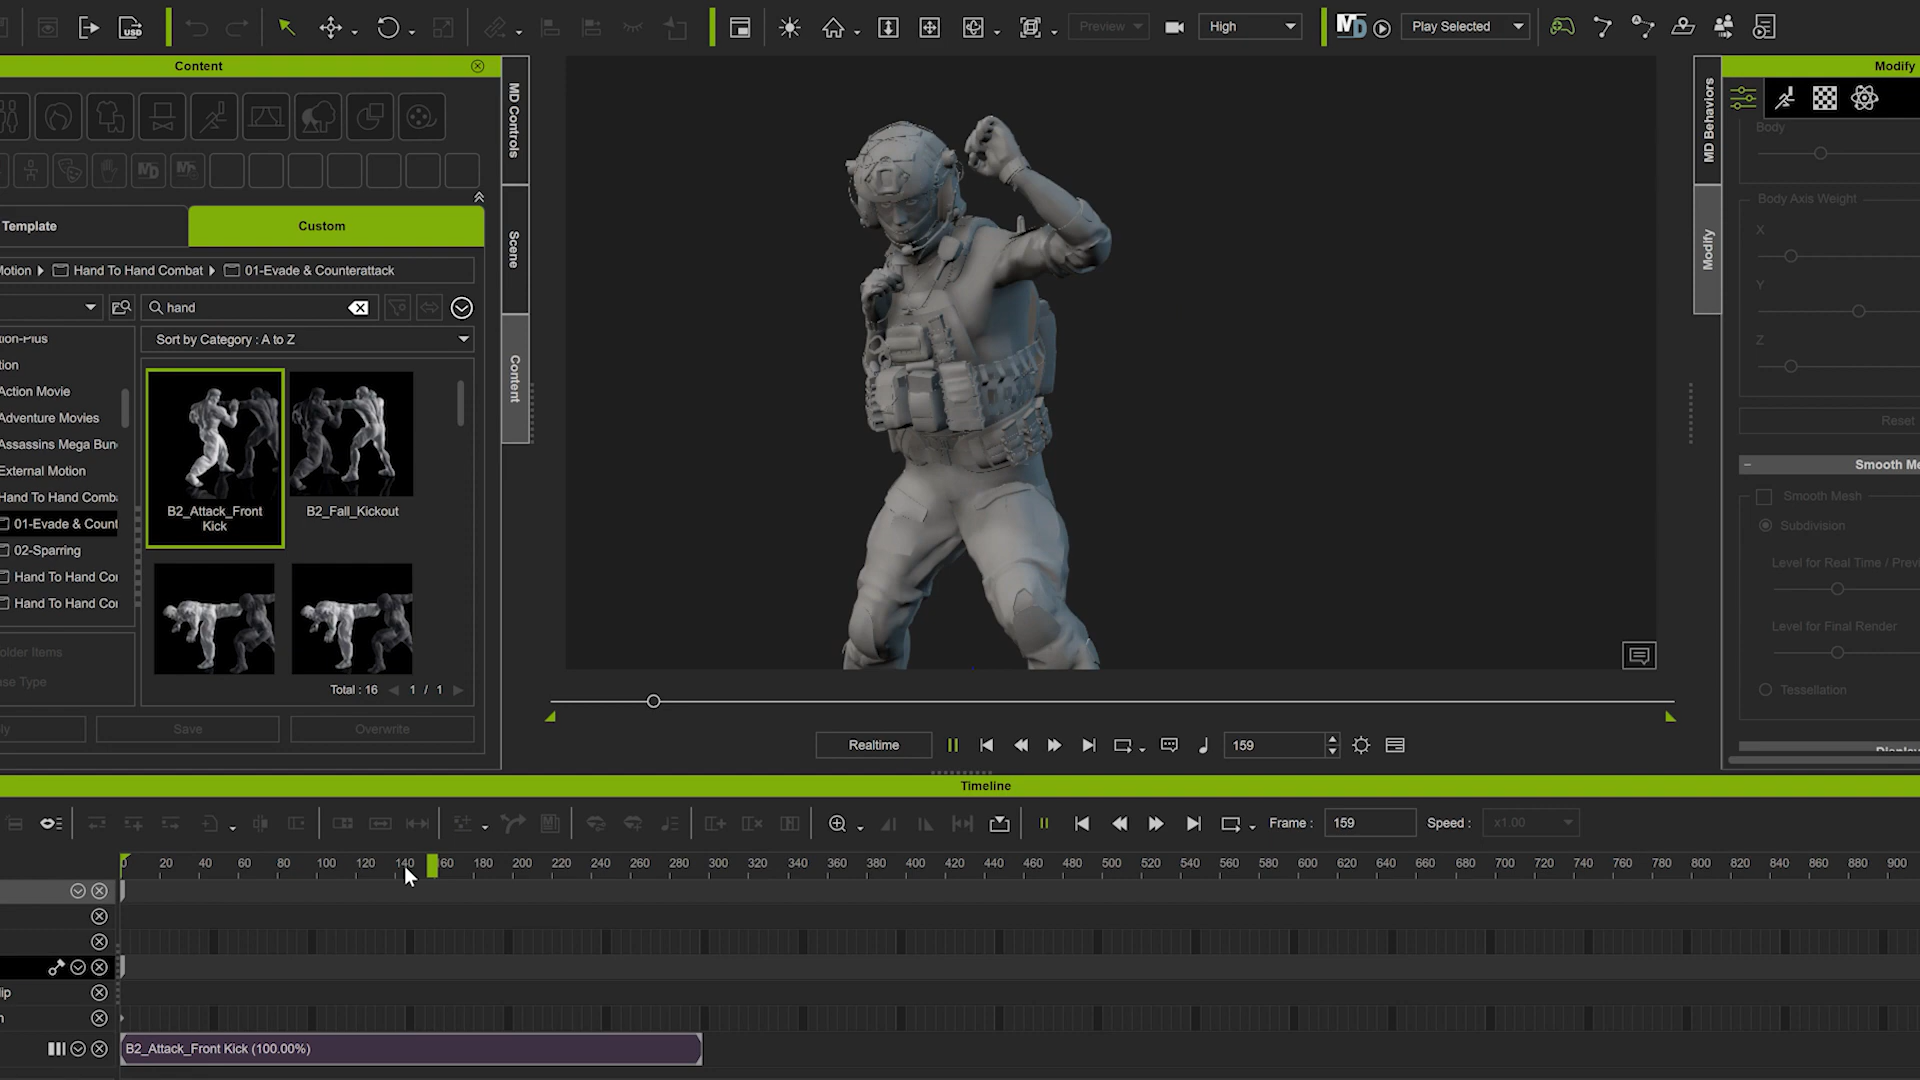 USD
Preview
High
MD
Play Selected
Content
Modify
MD Controls
Scene
Content
MD Behaviors
Modify
MD
Template
Custom
Hand To Hand Combat
01-Evade & Counterattack
hand
Sort by Category : A to Z
Action Movie
Adventure Movies
Assassins Mega Bun
External Motion
Hand To Hand Comb
01-Evade & Count
02-Sparring
Hand To Hand Co
Hand To Hand Co
B2_Attack_Front
Kick
B2_Fall_Kickout
Total : 16
1 / 1
Save
Overwrite
Body
Body Axis Weight
X
Y
Z
Reset
Smooth Me
Smooth Mesh
Subdivision
Level for Real Time / Previ
Level for Final Render
Tessellation
Realtime
159
Timeline
Frame :
159
Speed :
x1.00
0 20 40 60 80 100 120 140 60 180 200 220 240 260 280 300 320 340 360 380 400 420 440 460 480 500 520 540 560 580 600 620 640 660 680 700 720 740 760 780 800 820 840 860 880 900
B2_Attack_Front Kick (100.00%)